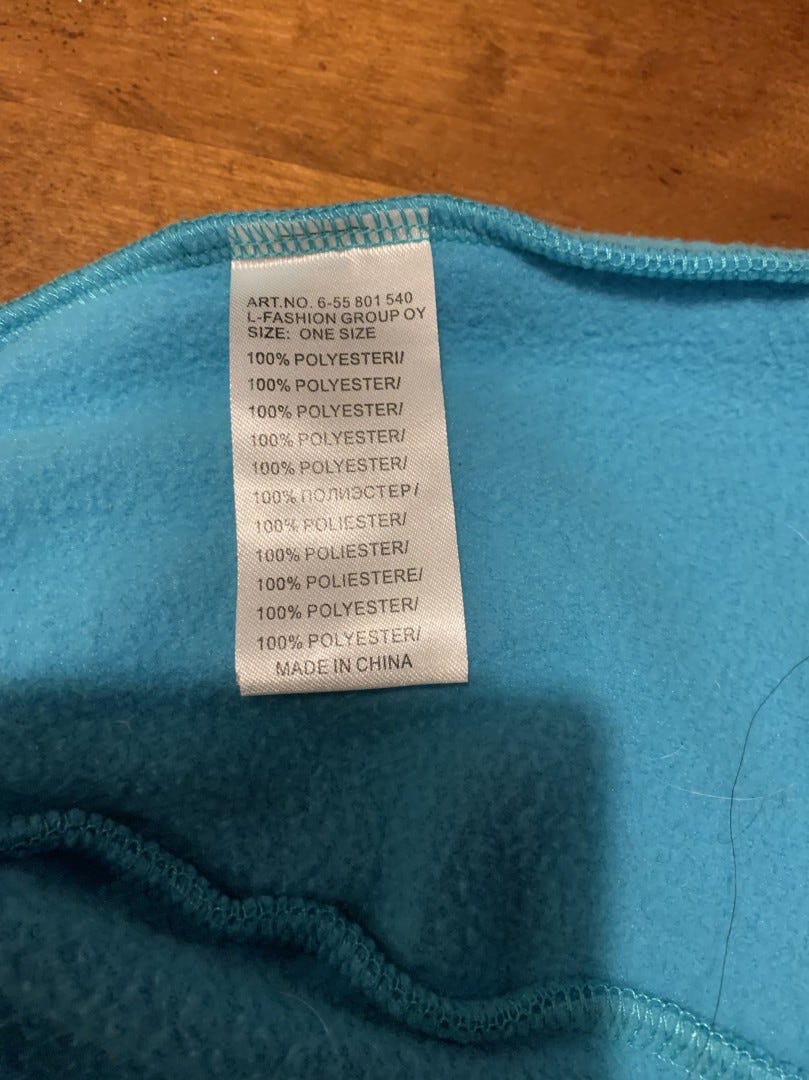 ART.NO. 6-55 801 540
L-FASHION GROUP OY
SIZE: ONE SIZE
100% POLYESTERI/
100% POLYESTER/
100% POLYESTER/
100% POLYESTER/
100% POLYESTER/
100% ПОЛИЭСТЕР/
100% POLIESTER/
100% POLIESTER/
100% POLIESTERE/
100% POLYESTER/
100% POLYESTER/
MADE IN CHINA